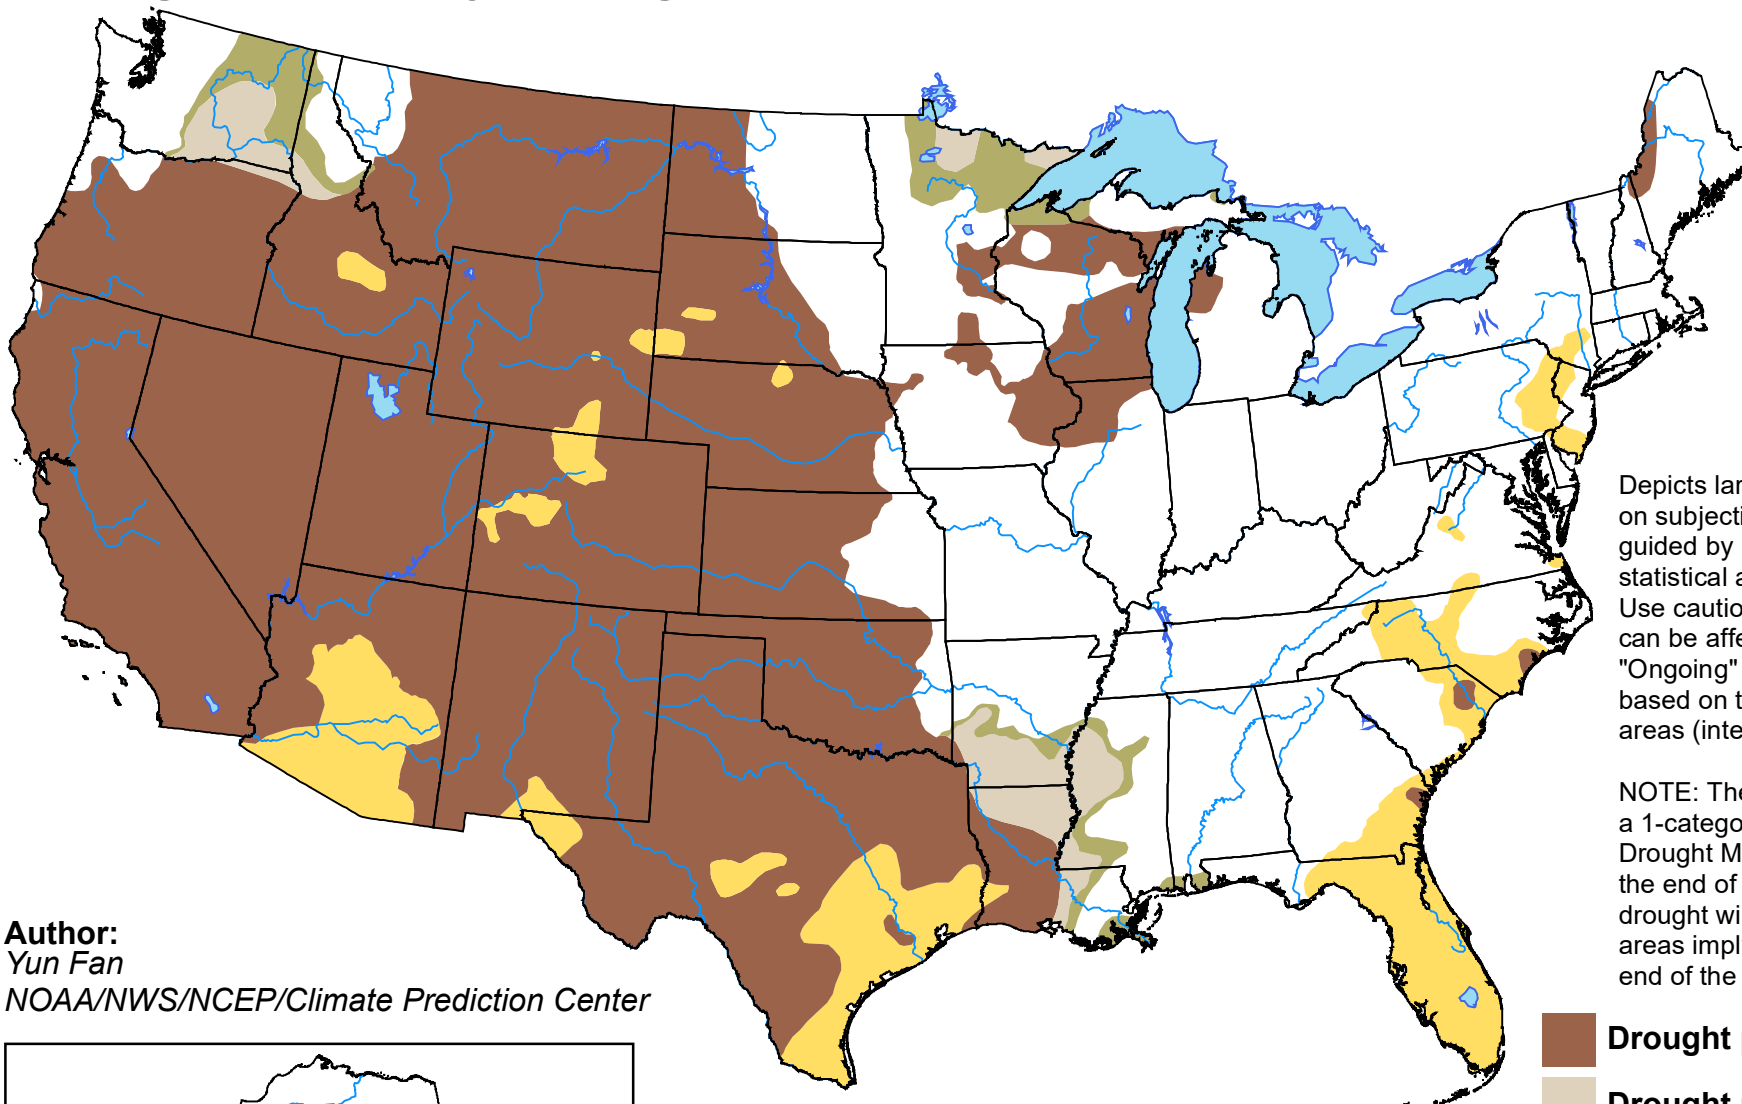 Depicts lar
on subjecti
guided by
statistical a
Use cautio
can be affe
"Ongoing"
based on t
areas (inte
NOTE: The
a 1-catego
Drought M
the end of
drought wi
areas impl
end of the
Author:
Yun Fan
NOAA/NWS/NCEP/Climate Prediction Center
Drought
Drought